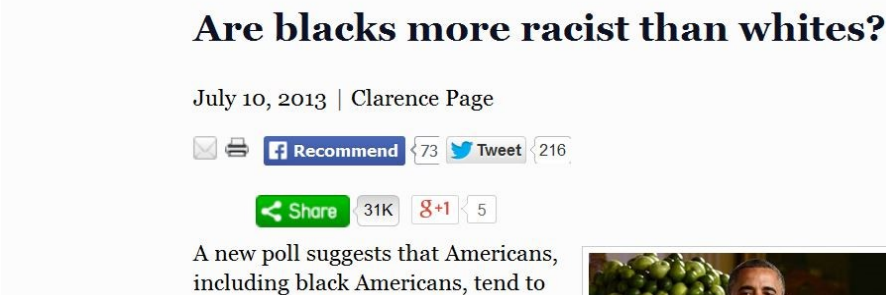 Are blacks more racist than whites?
July 10, 2013 | Clarence Page
Recommend 73 Tweet 216
Share 31K g+1 5
A new poll suggests that Americans,
including black Americans, tend to